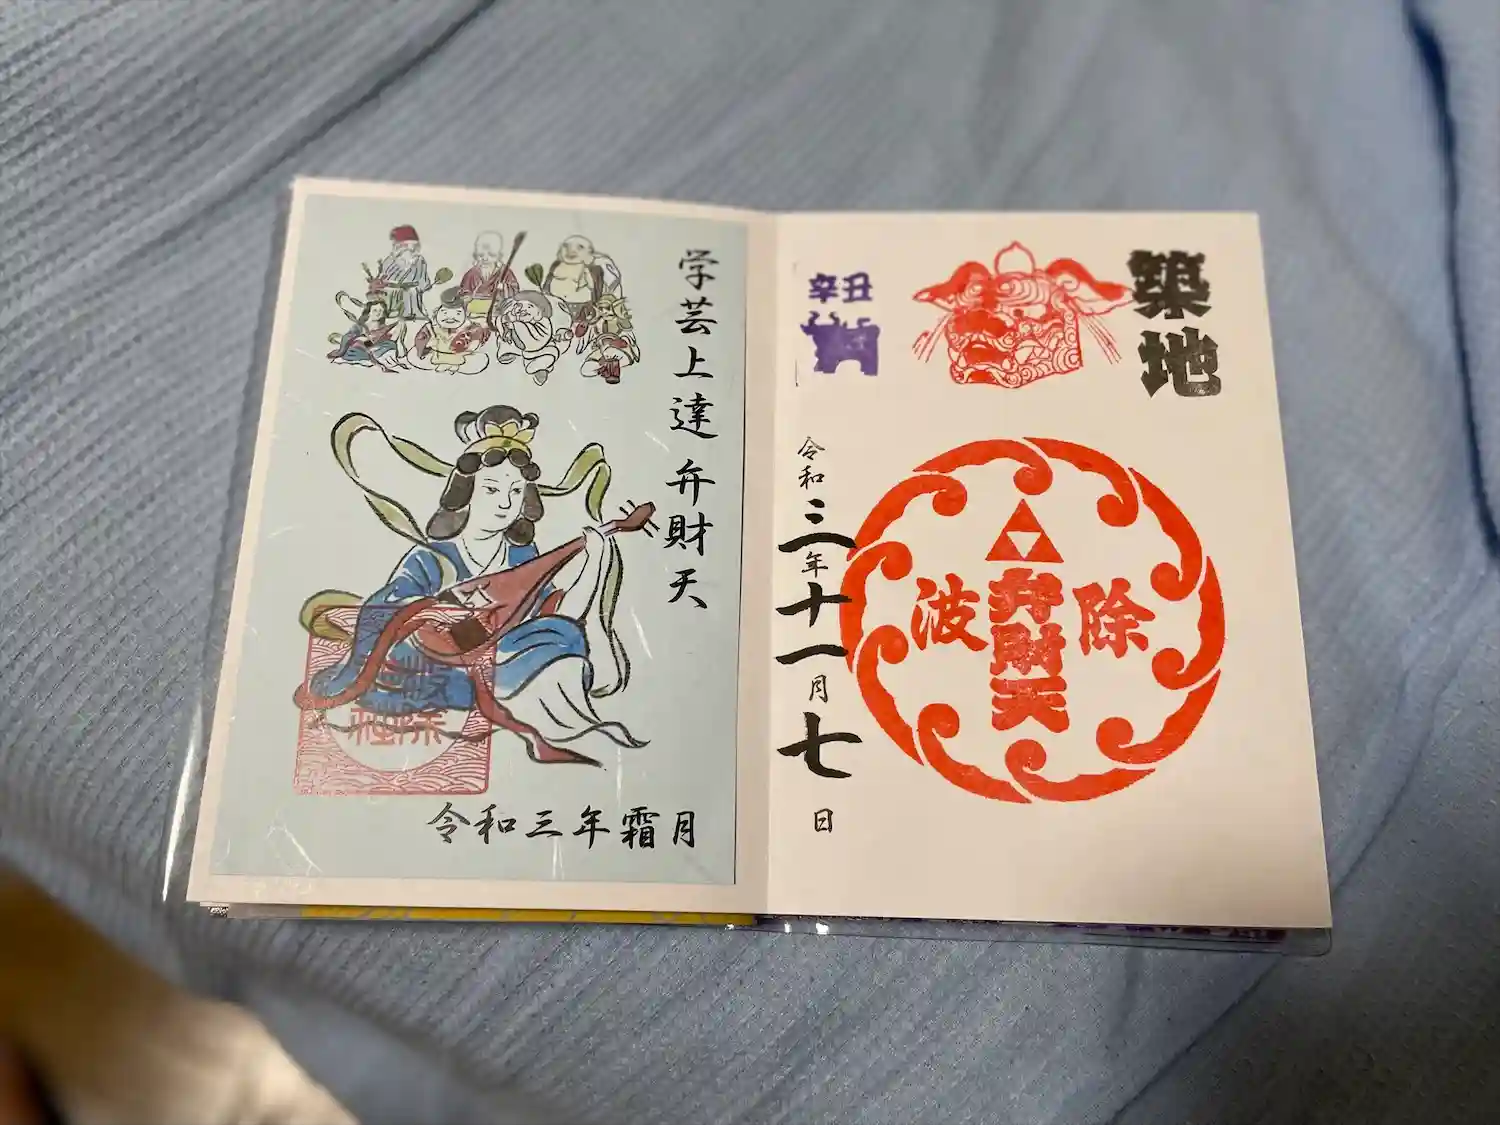 築地
辛丑
除
弁財天
波
令和三年十一月七日
学芸上達 弁財天
令和三年霜月